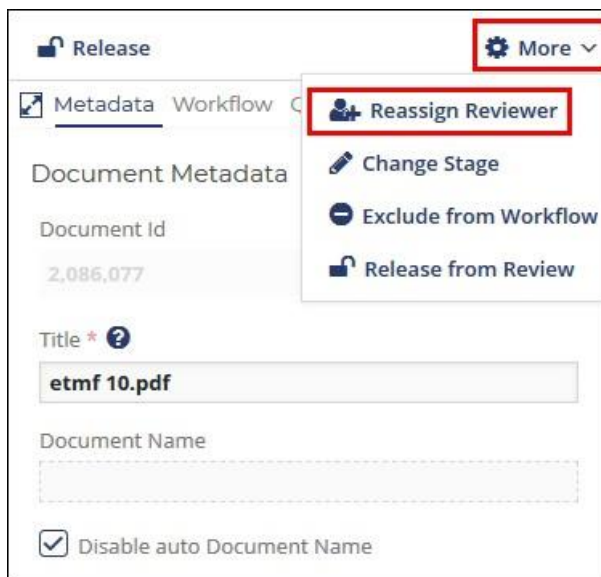 Release
More
Metadata Workflow
Reassign Reviewer
Document Metadata
Change Stage
Document Id
Exclude from Workflow
2,086,077
Release from Review
Title * ?
etmf 10.pdf
Document Name
Disable auto Document Name